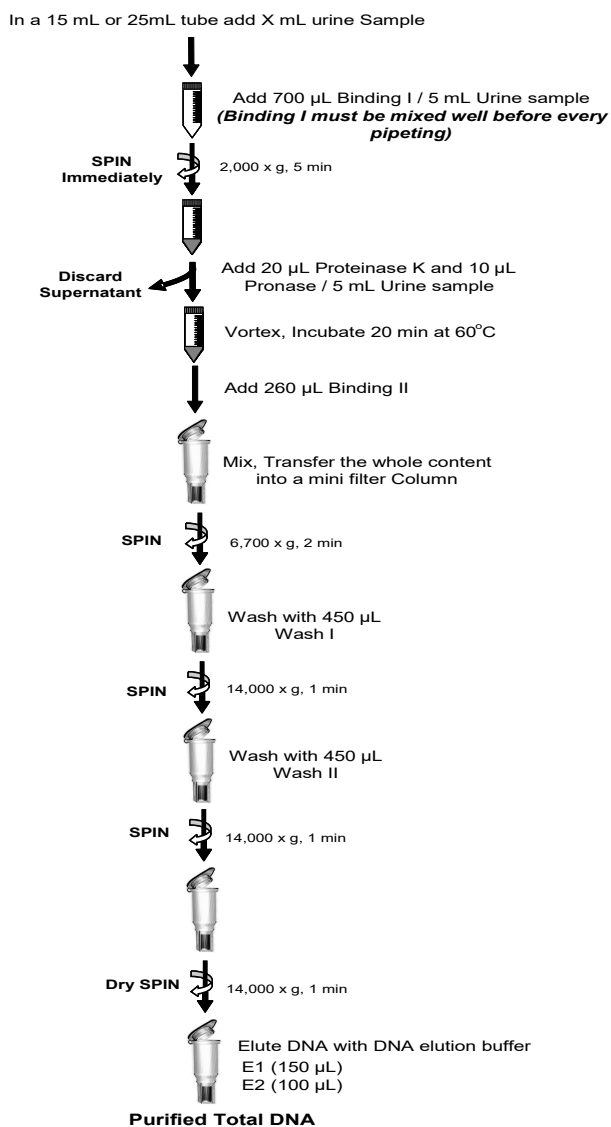 In a 15 mL or 25mL tube add X mL urine Sample
Add 700 µL Binding I / 5 mL Urine sample
(Binding I must be mixed well before every
pipeting)
SPIN
Immediately
2,000 x g, 5 min
Discard
Supernatant
Add 20 µL Proteinase K and 10 µL
Pronase / 5 mL Urine sample
Vortex, Incubate 20 min at 60°C
Add 260 µL Binding II
Mix, Transfer the whole content
into a mini filter Column
SPIN
6,700 x g, 2 min
Wash with 450 µL
Wash I
SPIN
14,000 x g, 1 min
Wash with 450 µL
Wash II
SPIN
14,000 x g, 1 min
Dry SPIN
14,000 x g, 1 min
Elute DNA with DNA elution buffer
E1 (150 µL)
E2 (100 µL)
Purified Total DNA